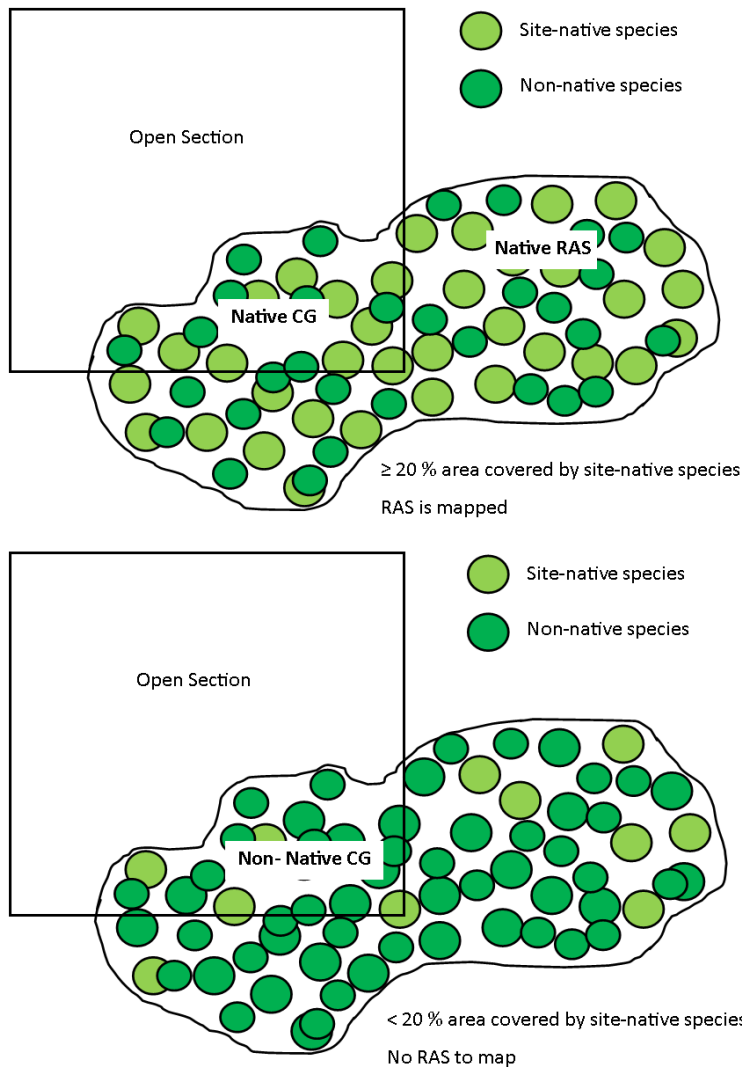 Site-native species
Non-native species
Open Section
Native RAS
Native CG
≥ 20 % area covered by site-native species
RAS is mapped
Site-native species
Non-native species
Open Section
Non- Native CG
< 20 % area covered by site-native species
No RAS to map